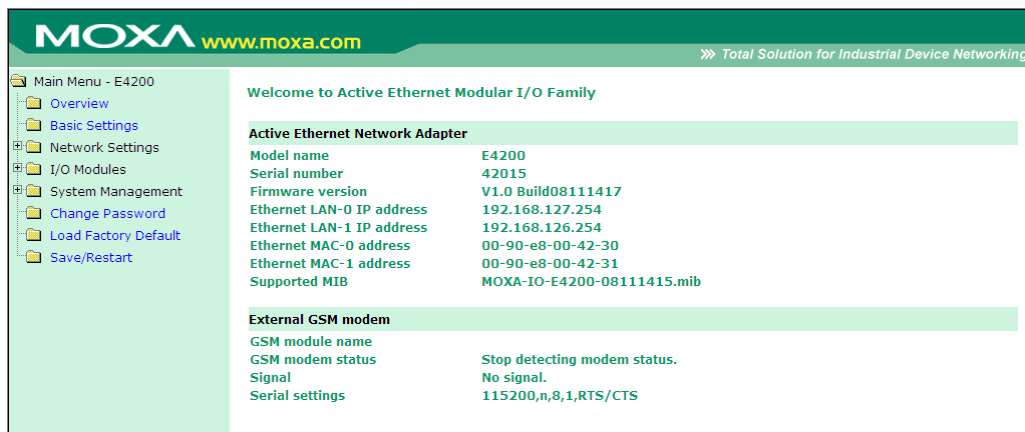 MOXA www.moxa.com
Total Solution for Industrial Device Networking
Main Menu - E4200
Overview
Basic Settings
Network Settings
I/O Modules
System Management
Change Password
Load Factory Default
Save/Restart
Welcome to Active Ethernet Modular I/O Family
Active Ethernet Network Adapter
Model name E4200
Serial number 42015
Firmware version V1.0 Build08111417
Ethernet LAN-0 IP address 192.168.127.254
Ethernet LAN-1 IP address 192.168.126.254
Ethernet MAC-0 address 00-90-e8-00-42-30
Ethernet MAC-1 address 00-90-e8-00-42-31
Supported MIB MOXA-IO-E4200-08111415.mib
External GSM modem
GSM module name
GSM modem status Stop detecting modem status.
Signal No signal.
Serial settings 115200,n,8,1,RTS/CTS